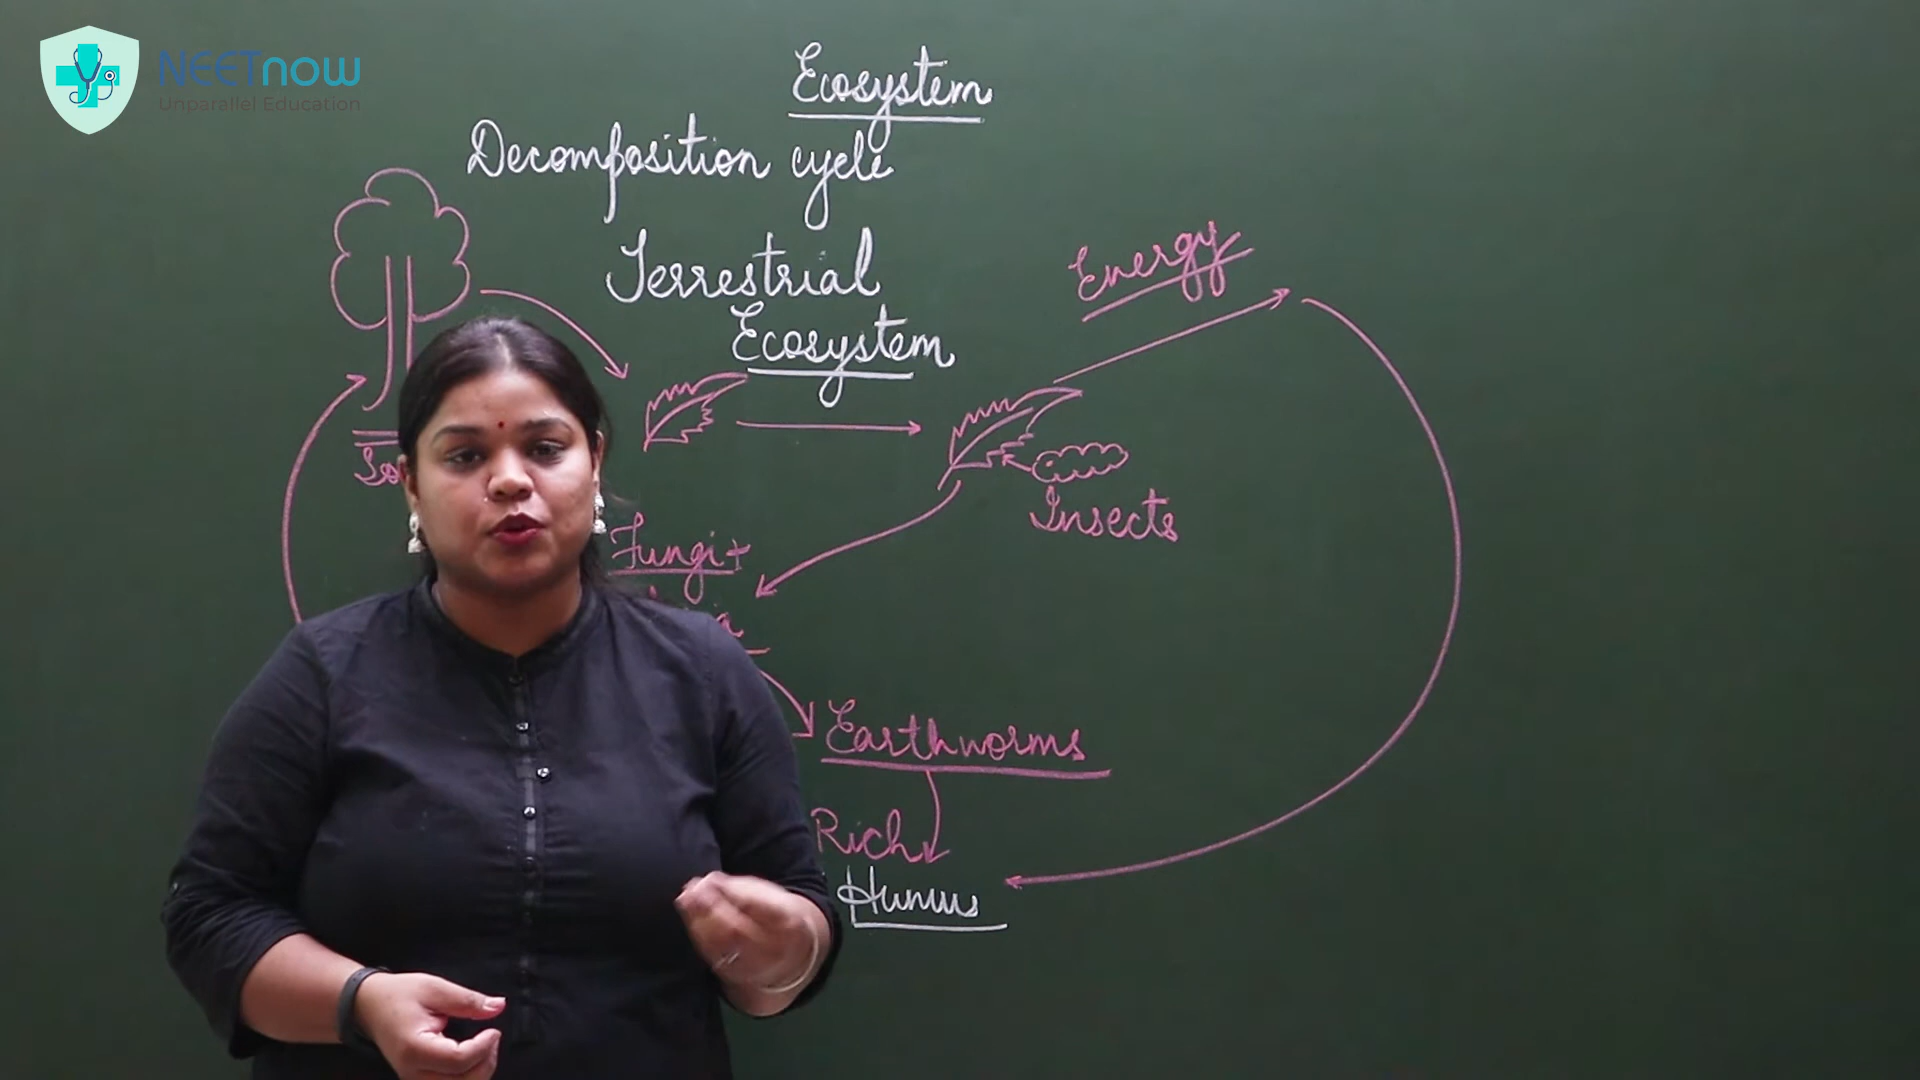 NEETnow
Unparallel Education
Ecosystem
Decomposition cycle
Terrestrial
Ecosystem
Energy
Insects
Fungi+
Earthworms
Rich
Humus